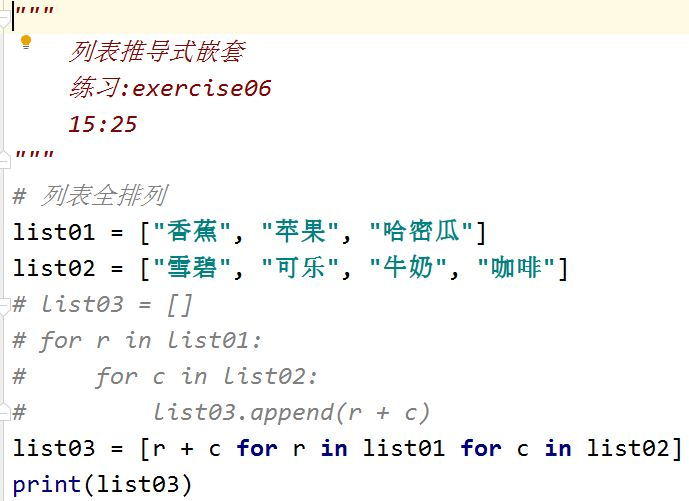 """
    列表推导式嵌套
    练习:exercise06
    15:25
"""
# 列表全排列
list01 = ["香蕉", "苹果", "哈密瓜"]
list02 = ["雪碧", "可乐", "牛奶", "咖啡"]
# list03 = []
# for r in list01:
#     for c in list02:
#         list03.append(r + c)
list03 = [r + c for r in list01 for c in list02]
print(list03)